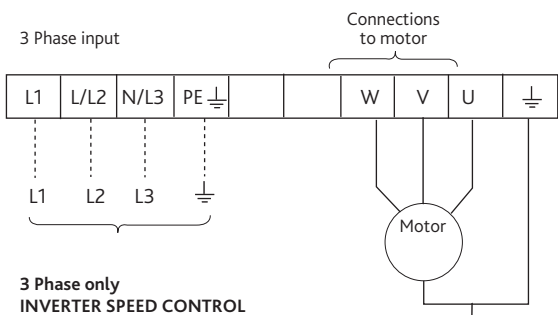 3 Phase input
Connections
to motor
L1 L/L2 N/L3 PE W V U
L1 L2 L3
Motor
3 Phase only
INVERTER SPEED CONTROL